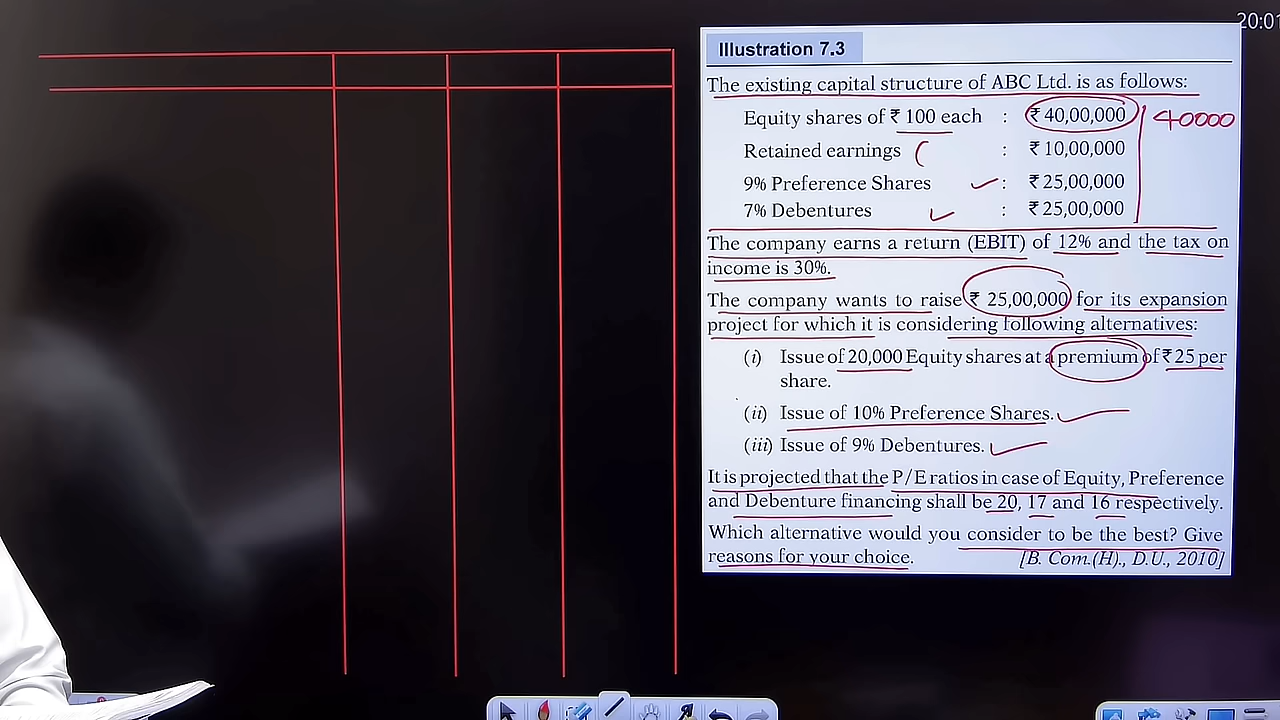 20:01
Illustration 7.3
The existing capital structure of ABC Ltd. is as follows:
Equity shares of ₹ 100 each : ₹ 40,00,000 40000
Retained earnings : ₹ 10,00,000
9% Preference Shares : ₹ 25,00,000
7% Debentures : ₹ 25,00,000
The company earns a return (EBIT) of 12% and the tax on
income is 30%.
The company wants to raise ₹ 25,00,000 for its expansion
project for which it is considering following alternatives:
(i) Issue of 20,000 Equity shares at a premium of ₹ 25 per
share.
(ii) Issue of 10% Preference Shares.
(iii) Issue of 9% Debentures.
It is projected that the P/E ratios in case of Equity, Preference
and Debenture financing shall be 20, 17 and 16 respectively.
Which alternative would you consider to be the best? Give
reasons for your choice. [B. Com.(H)., D.U., 2010]